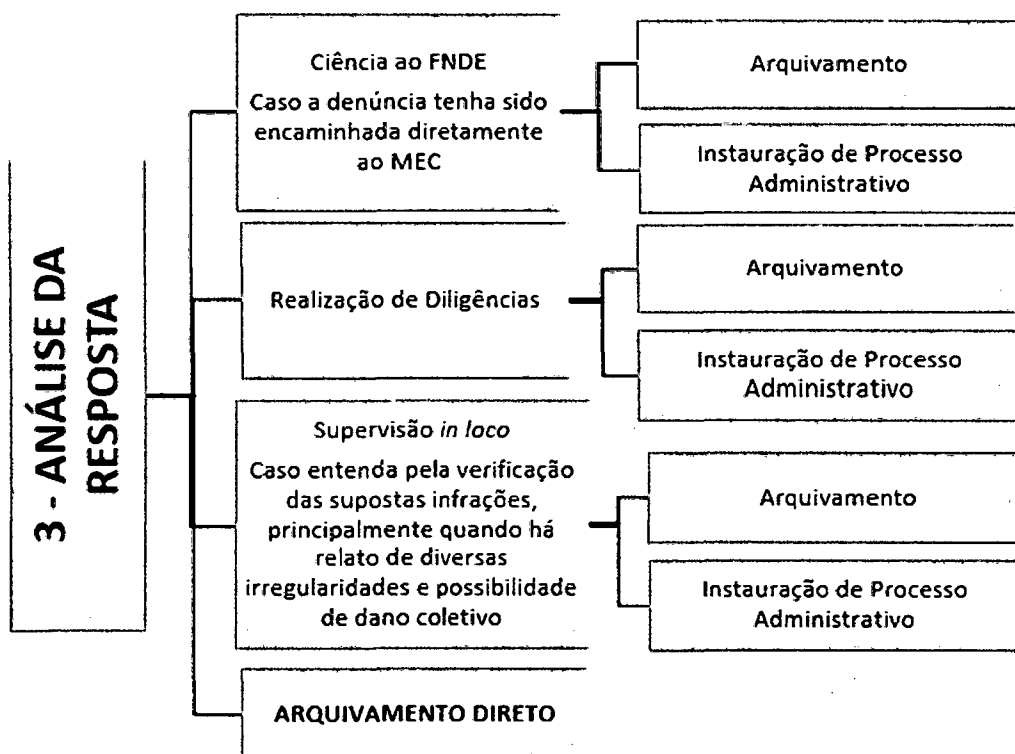 3 - ANÁLISE DA
RESPOSTA
Ciência ao FNDE
Caso a denúncia tenha sido
encaminhada diretamente
ao MEC
Arquivamento
Instauração de Processo
Administrativo
Realização de Diligências
Arquivamento
Instauração de Processo
Administrativo
Supervisão in loco
Caso entenda pela verificação
das supostas infrações,
principalmente quando há
relato de diversas
irregularidades e possibilidade
de dano coletivo
Arquivamento
Instauração de Processo
Administrativo
ARQUIVAMENTO DIRETO